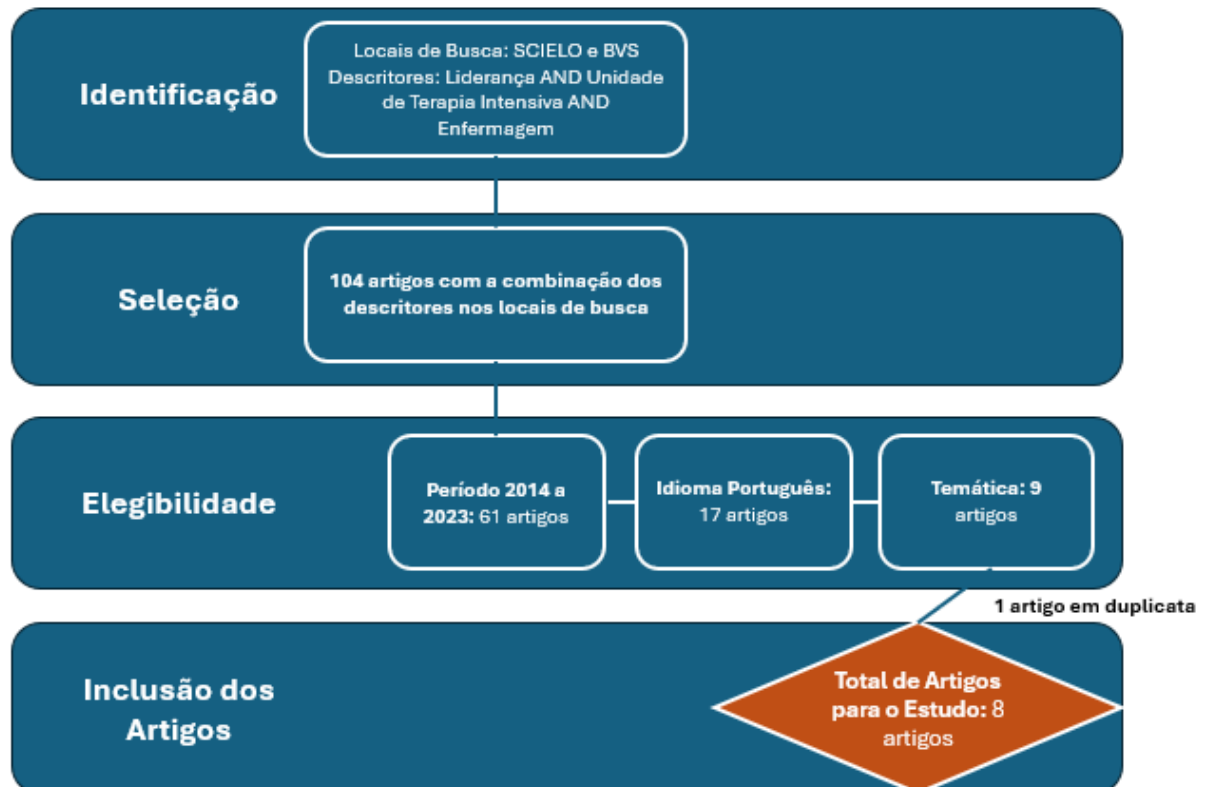 Identificação
Locais de Busca: SCIELO e BVS
Descritores: Liderança AND Unidade
de Terapia Intensiva AND
Enfermagem
Seleção
104 artigos com a combinação dos
descritores nos locais de busca
Elegibilidade
Período 2014 a
2023: 61 artigos
Idioma Português:
17 artigos
Temática: 9
artigos
1 artigo em duplicata
Inclusão dos
Artigos
Total de Artigos
para o Estudo: 8
artigos